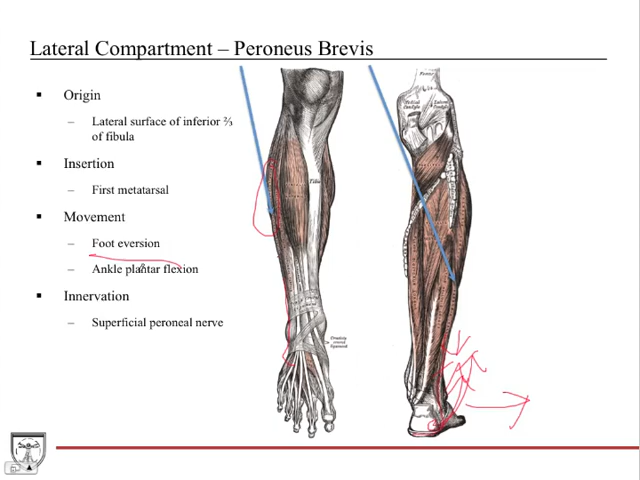 Lateral Compartment – Peroneus Brevis
▪ Origin
– Lateral surface of inferior ⅔
of fibula
▪ Insertion
– First metatarsal
▪ Movement
– Foot eversion
– Ankle plantar flexion
▪ Innervation
– Superficial peroneal nerve